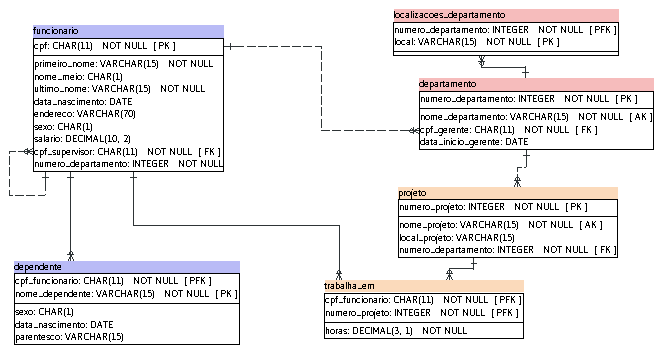 funcionario
cpf: CHAR(11) NOT NULL [ PK ]
primeiro_nome: VARCHAR(15) NOT NULL
nome_meio: CHAR(1)
ultimo_nome: VARCHAR(15) NOT NULL
data_nascimento: DATE
endereco: VARCHAR(70)
sexo: CHAR(1)
salario: DECIMAL(10, 2)
cpf_supervisor: CHAR(11) NOT NULL [ FK ]
numero_departamento: INTEGER NOT NULL
localizacoes_departamento
numero_departamento: INTEGER NOT NULL [ PFK ]
local: VARCHAR(15) NOT NULL [ PK ]
departamento
numero_departamento: INTEGER NOT NULL [ PK ]
nome_departamento: VARCHAR(15) NOT NULL [ AK ]
cpf_gerente: CHAR(11) NOT NULL [ FK ]
data_inicio_gerente: DATE
projeto
numero_projeto: INTEGER NOT NULL [ PK ]
nome_projeto: VARCHAR(15) NOT NULL [ AK ]
local_projeto: VARCHAR(15)
numero_departamento: INTEGER NOT NULL [ FK ]
dependente
cpf_funcionario: CHAR(11) NOT NULL [ PFK ]
nome_dependente: VARCHAR(15) NOT NULL [ PK ]
sexo: CHAR(1)
data_nascimento: DATE
parentesco: VARCHAR(15)
trabalha_em
cpf_funcionario: CHAR(11) NOT NULL [ PFK ]
numero_projeto: INTEGER NOT NULL [ PFK ]
horas: DECIMAL(3, 1) NOT NULL